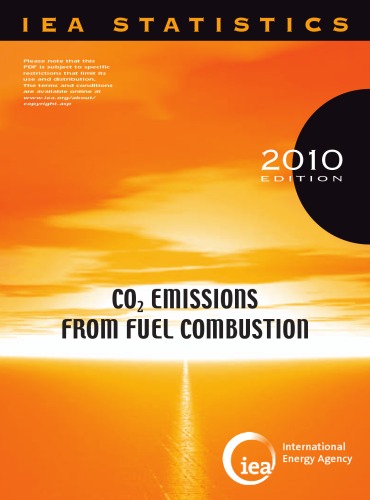 IEA STATISTICS
Please note that this
PDF is subject to specific
restrictions that limit its
use and distribution.
The terms and conditions
are available online at
www.iea.org/about/
copyright.asp
2010
EDITION
CO₂ EMISSIONS
FROM FUEL COMBUSTION
iea
International
Energy Agency